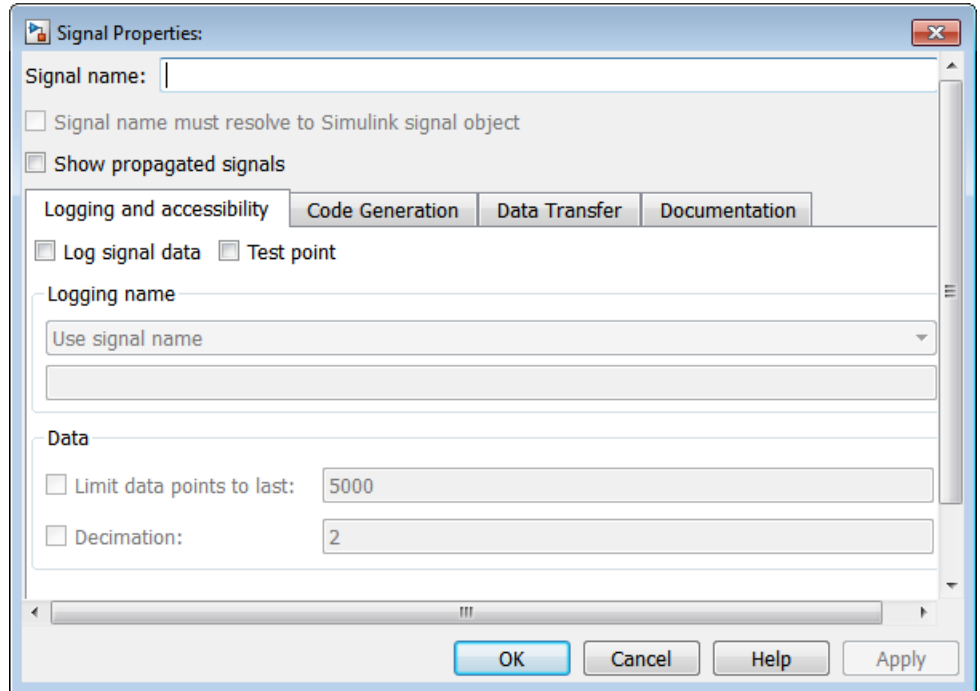 Signal Properties:
Signal name:
Signal name must resolve to Simulink signal object
Show propagated signals
Logging and accessibility Code Generation Data Transfer Documentation
Log signal data Test point
Logging name
Use signal name
Data
Limit data points to last: 5000
Decimation: 2
OK Cancel Help Apply